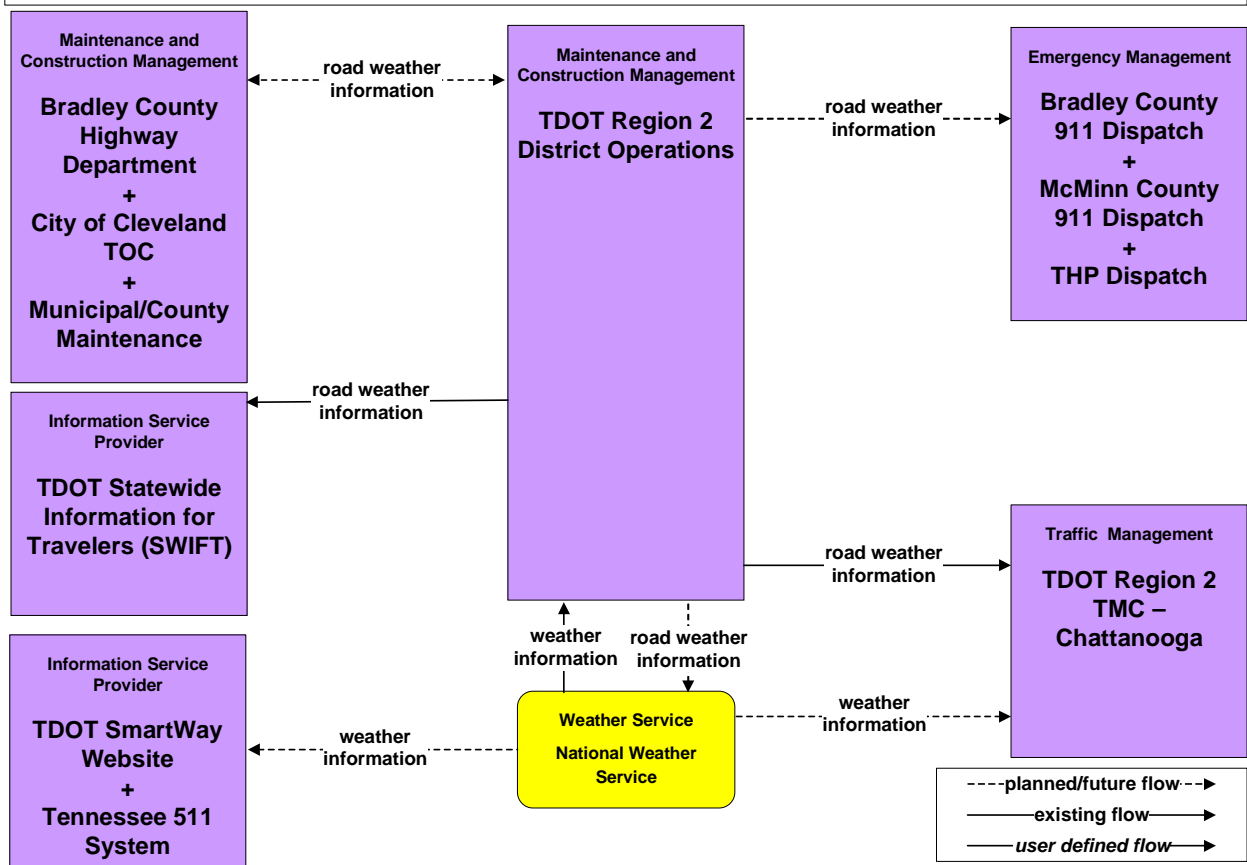 Maintenance and
Construction Management
Bradley County
Highway
Department
+
City of Cleveland
TOC
+
Municipal/County
Maintenance
road weather
information
Maintenance and
Construction Management
TDOT Region 2
District Operations
road weather
information
Emergency Management
Bradley County
911 Dispatch
+
McMinn County
911 Dispatch
+
THP Dispatch
road weather
information
Information Service
Provider
TDOT Statewide
Information for
Travelers (SWIFT)
road weather
information
Traffic Management
TDOT Region 2
TMC –
Chattanooga
weather
information
road weather
information
Information Service
Provider
TDOT SmartWay
Website
+
Tennessee 511
System
weather
information
Weather Service
National Weather
Service
weather
information
planned/future flow
existing flow
user defined flow